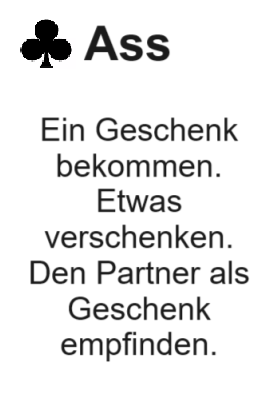 ♣ Ass
Ein Geschenk
bekommen.
Etwas
verschenken.
Den Partner als
Geschenk
empfinden.